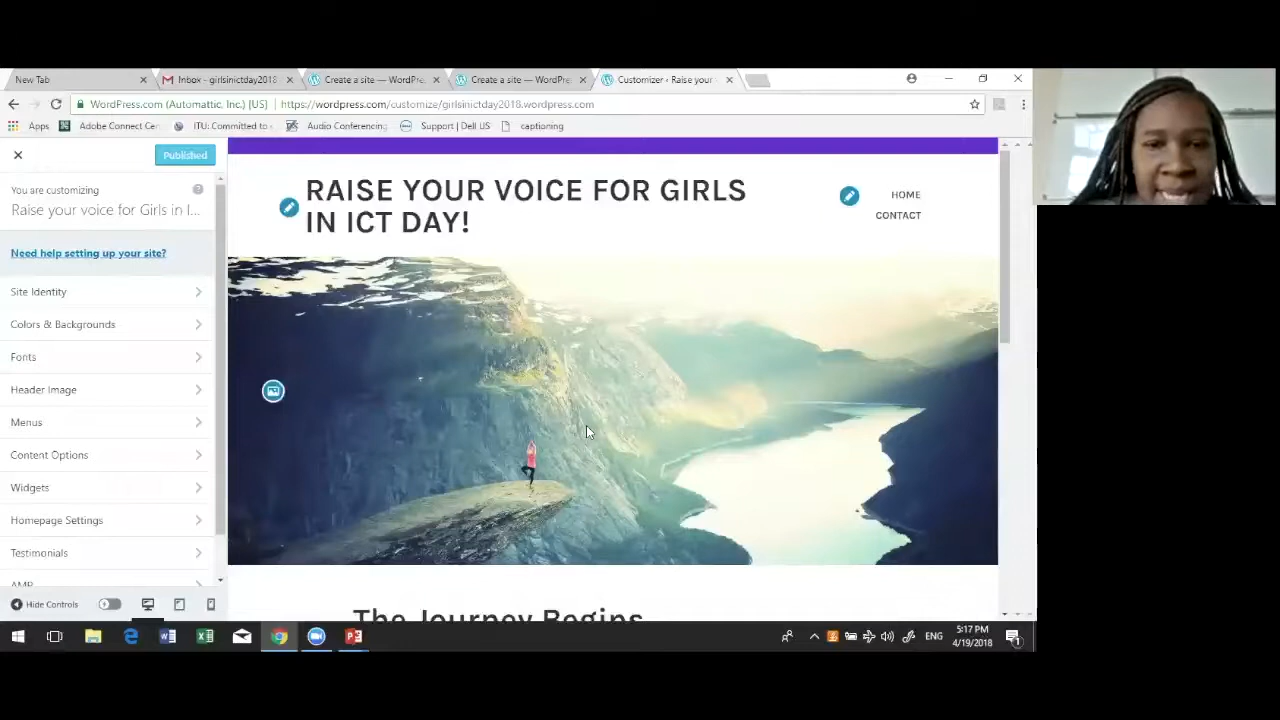 New Tab
Inbox - girlsinictday2018
Create a site — WordPre.
Create a site — WordPre
Customizer ‹ Raise your
WordPress.com (Automattic, Inc.) [US]
https://wordpress.com/customize/girlsinictday2018.wordpress.com
Apps
Adobe Connect Cen
ITU: Committed to
Audio Conferencing
Support | Dell US
captioning
Published
You are customizing
Raise your voice for Girls in I...
Need help setting up your site?
Site Identity
Colors & Backgrounds
Fonts
Header Image
Menus
Content Options
Widgets
Homepage Settings
Testimonials
AMP
Hide Controls
RAISE YOUR VOICE FOR GIRLS
IN ICT DAY!
HOME
CONTACT
The Journey Begins
ENG
5:17 PM
4/19/2018